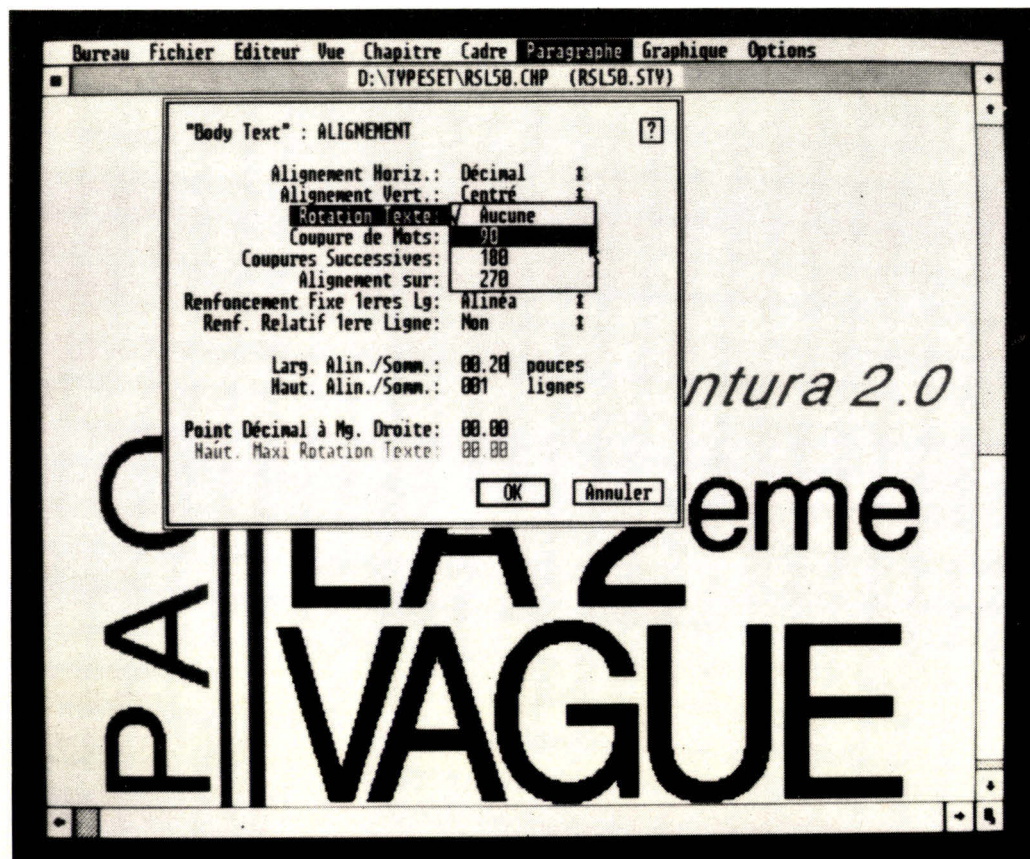 Bureau Fichier Editeur Vue Chapitre Cadre Paragraphe Graphique Options
D:\TYPESET\RSL50.CHP (RSL50.STY)
"Body Text" : ALIGNEMENT ?
Alignement Horiz.: Décimal
Alignement Vert.: Centré
Rotation Texte: √ Aucune
Coupure de Mots: 90
Coupures Successives: 180
Alignement sur: 270
Renfoncement Fixe 1eres Lg: Alinéa
Renf. Relatif 1ere Ligne: Non
Larg. Alin./Somm.: 00.20 pouces
Haut. Alin./Somm.: 001 lignes
Point Décimal à Mg. Droite: 00.00
Haut. Maxi Rotation Texte: 00.00
OK Annuler
ntura 2.0
PAO
LA 2eme
VAGUE